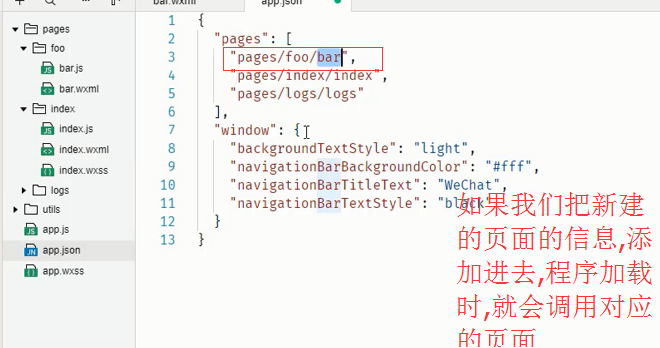 bar.wxml
app.json
pages
foo
bar.js
bar.wxml
index
index.js
index.wxml
index.wxss
logs
utils
app.js
app.json
app.wxss
1 {
2 "pages": [
3 "pages/foo/bar",
4 "pages/index/index",
5 "pages/logs/logs"
6 ],
7 "window": {
8 "backgroundTextStyle": "light",
9 "navigationBarBackgroundColor": "#fff",
10 "navigationBarTitleText": "WeChat",
11 "navigationBarTextStyle": "black"
12 }
13 }
如果我们把新建
的页面的信息,添
加进去,程序加载
时,就会调用对应
的页面